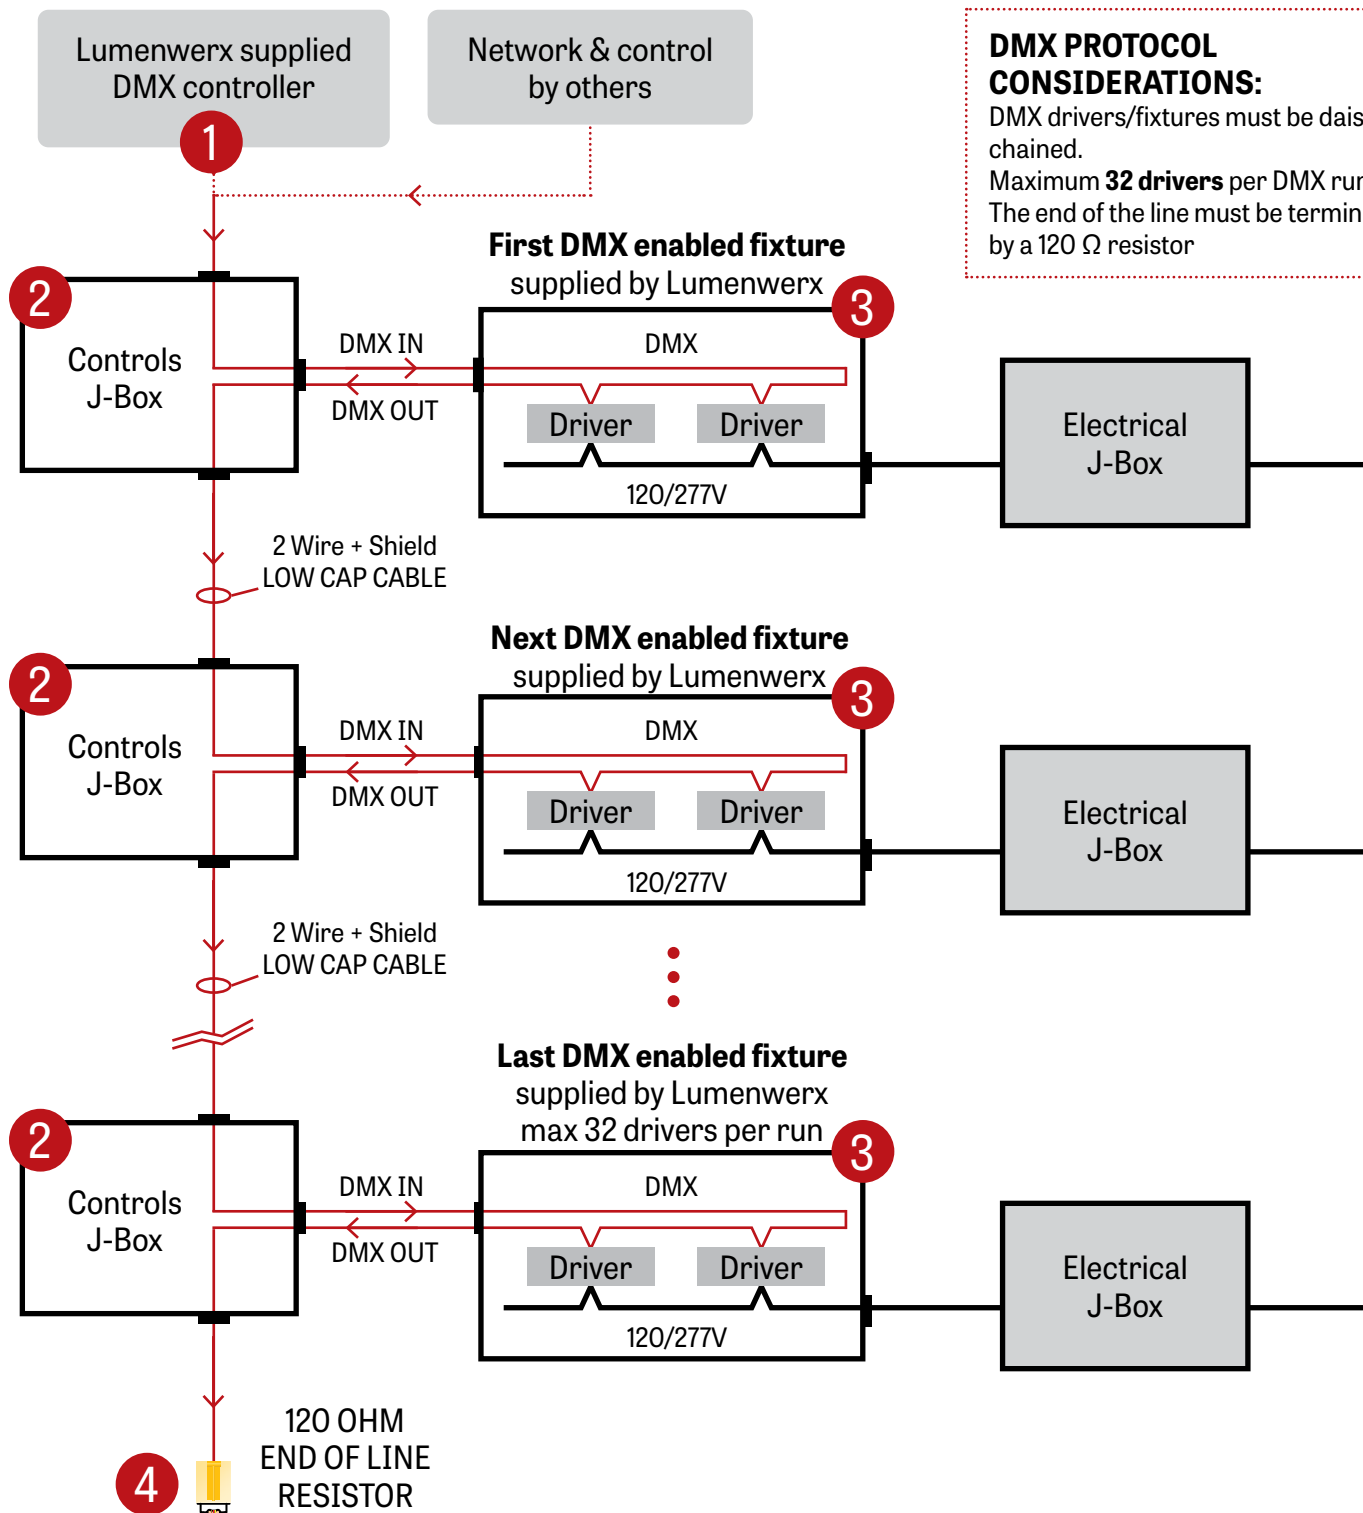 Lumenwerx supplied
DMX controller
1
Network & control
by others
DMX PROTOCOL
CONSIDERATIONS:
DMX drivers/fixtures must be
chained.
Maximum 32 drivers per DMX
The end of the line must be
by a 120 Ω resistor
First DMX enabled fixture
supplied by Lumenwerx
2
Controls
J-Box
DMX IN
DMX OUT
3
DMX
Driver
Driver
120/277V
Electrical
J-Box
2 Wire + Shield
LOW CAP CABLE
Next DMX enabled fixture
supplied by Lumenwerx
2
Controls
J-Box
DMX IN
DMX OUT
3
DMX
Driver
Driver
120/277V
Electrical
J-Box
2 Wire + Shield
LOW CAP CABLE
Last DMX enabled fixture
supplied by Lumenwerx
max 32 drivers per run
2
Controls
J-Box
DMX IN
DMX OUT
3
DMX
Driver
Driver
120/277V
Electrical
J-Box
4
120 OHM
END OF LINE
RESISTOR